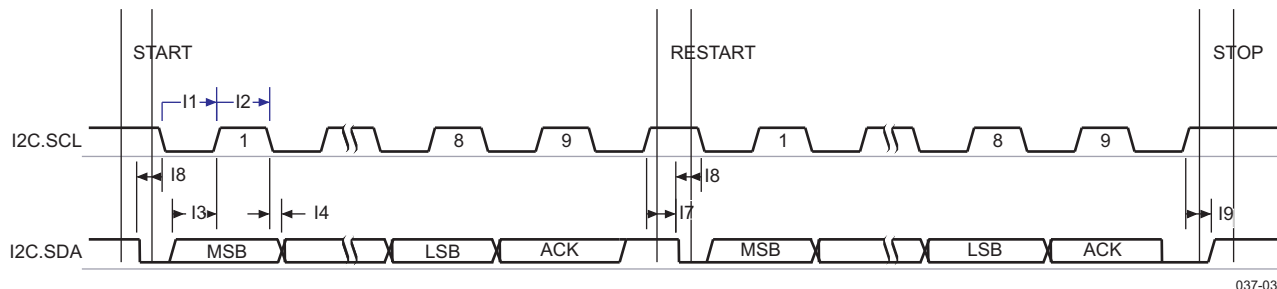 START RESTART STOP
I1 I2
I2C.SCL 1 8 9 1 8 9
I8 I8
I3 I4 I7 I9
I2C.SDA MSB LSB ACK MSB LSB ACK
037-03